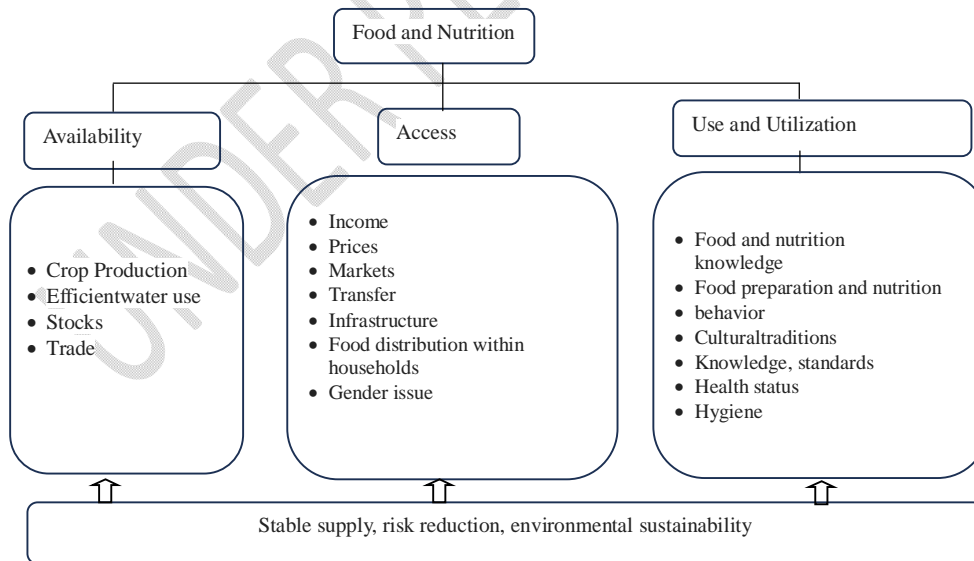 Food and Nutrition
Availability
Access
Use and Utilization
• Crop Production
• Efficientwater use
• Stocks
• Trade
• Income
• Prices
• Markets
• Transfer
• Infrastructure
• Food distribution within
households
• Gender issue
• Food and nutrition
knowledge
• Food preparation and nutrition
• behavior
• Culturaltraditions
• Knowledge, standards
• Health status
• Hygiene
Stable supply, risk reduction, environmental sustainability
UNDER